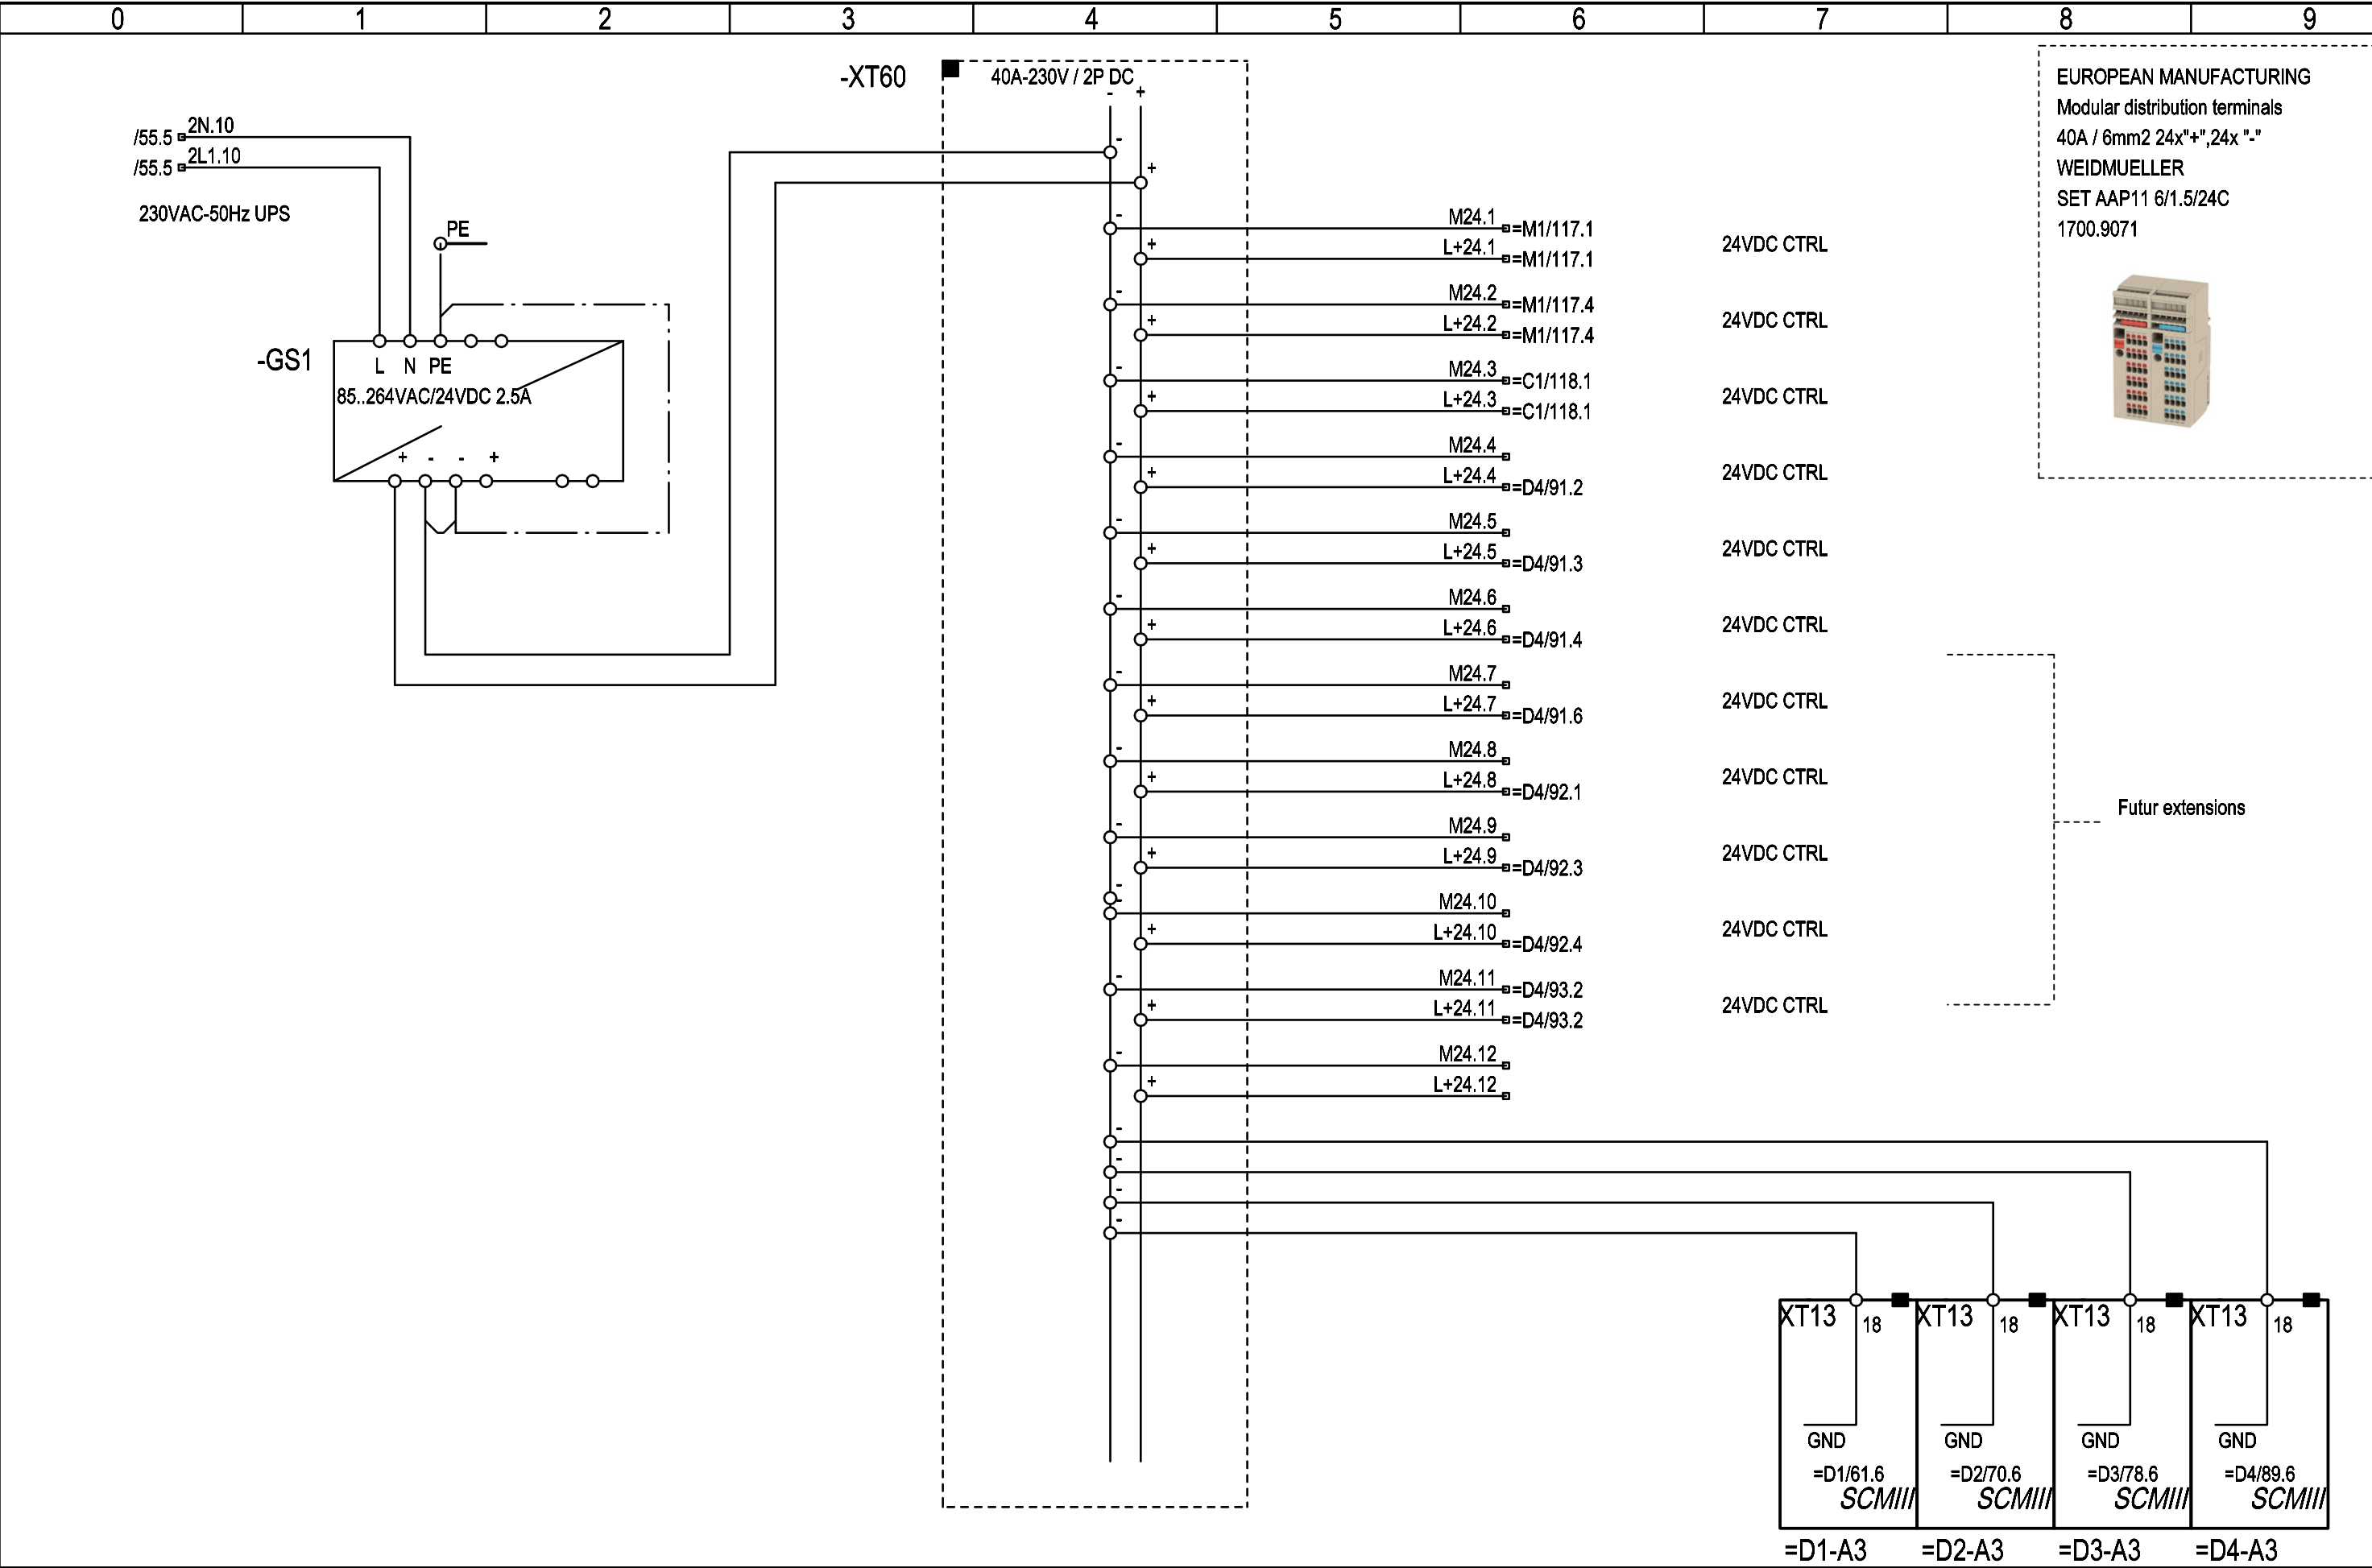 0 1 2 3 4 5 6 7 8 9
-XT60
40A-230V / 2P DC
- +
EUROPEAN MANUFACTURING
Modular distribution terminals
40A / 6mm2 24x"+",24x "-"
WEIDMUELLER
SET AAP11 6/1.5/24C
1700.9071
/55.5 2N.10
/55.5 2L1.10
230VAC-50Hz UPS
PE
-GS1
L N PE
85..264VAC/24VDC 2.5A
+ - - +
-
+
- M24.1 =M1/117.1
+ L+24.1 =M1/117.1
24VDC CTRL
- M24.2 =M1/117.4
+ L+24.2 =M1/117.4
24VDC CTRL
- M24.3 =C1/118.1
+ L+24.3 =C1/118.1
24VDC CTRL
- M24.4
+ L+24.4 =D4/91.2
24VDC CTRL
- M24.5
+ L+24.5 =D4/91.3
24VDC CTRL
- M24.6
+ L+24.6 =D4/91.4
24VDC CTRL
- M24.7
+ L+24.7 =D4/91.6
24VDC CTRL
- M24.8
+ L+24.8 =D4/92.1
24VDC CTRL
Futur extensions
- M24.9
+ L+24.9 =D4/92.3
24VDC CTRL
-
- M24.10
+ L+24.10 =D4/92.4
24VDC CTRL
- M24.11 =D4/93.2
+ L+24.11 =D4/93.2
24VDC CTRL
- M24.12
+ L+24.12
-
-
-
-
XT13 18 XT13 18 XT13 18 XT13 18
GND GND GND GND
=D1/61.6 =D2/70.6 =D3/78.6 =D4/89.6
SCMIII SCMIII SCMIII SCMIII
=D1-A3 =D2-A3 =D3-A3 =D4-A3